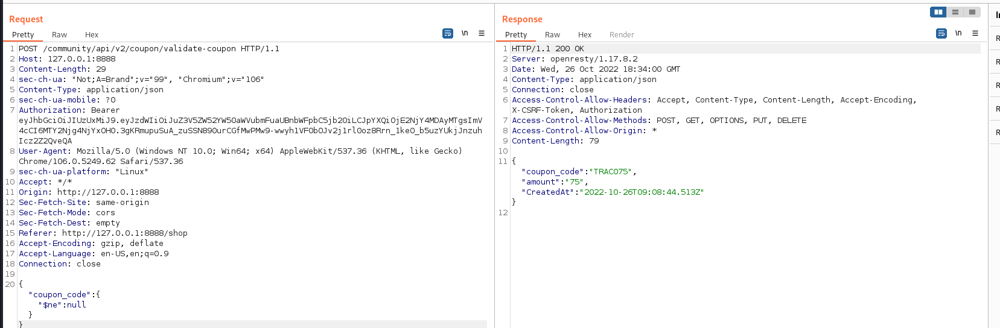 Request
Pretty Raw Hex
\n
1 POST /community/api/v2/coupon/validate-coupon HTTP/1.1
2 Host: 127.0.0.1:8888
3 Content-Length: 29
4 sec-ch-ua: "Not;A=Brand";v="99", "Chromium";v="106"
5 Content-Type: application/json
6 sec-ch-ua-mobile: ?0
7 Authorization: Bearer
eyJhbGciOiJIUzUxMiJ9.eyJzdWIiOiJuZ3V5ZW52YW50aWVubmFuaUBnbWFpbC5jb20iLCJpYXQiOjE2NjY4MDAyMTgsImV
4cCI6MTY2Njg4NjYxOH0.3gKRmupuSuA_zuSSN890urCGfMwPMw9-wwyh1VF0bOJv2j1rl0oz8Rrn_1keO_b5uzYUkjJnzuh
Icz2Z2QveQA
8 User-Agent: Mozilla/5.0 (Windows NT 10.0; Win64; x64) AppleWebKit/537.36 (KHTML, like Gecko)
Chrome/106.0.5249.62 Safari/537.36
9 sec-ch-ua-platform: "Linux"
10 Accept: */*
11 Origin: http://127.0.0.1:8888
12 Sec-Fetch-Site: same-origin
13 Sec-Fetch-Mode: cors
14 Sec-Fetch-Dest: empty
15 Referer: http://127.0.0.1:8888/shop
16 Accept-Encoding: gzip, deflate
17 Accept-Language: en-US,en;q=0.9
18 Connection: close
19
20 {
"coupon_code":{
"$ne":null
}
}
Response
Pretty Raw Hex Render
\n
1 HTTP/1.1 200 OK
2 Server: openresty/1.17.8.2
3 Date: Wed, 26 Oct 2022 18:34:00 GMT
4 Content-Type: application/json
5 Connection: close
6 Access-Control-Allow-Headers: Accept, Content-Type, Content-Length, Accept-Encoding,
X-CSRF-Token, Authorization
7 Access-Control-Allow-Methods: POST, GET, OPTIONS, PUT, DELETE
8 Access-Control-Allow-Origin: *
9 Content-Length: 79
10
11 {
"coupon_code":"TRAC075",
"amount":"75",
"CreatedAt":"2022-10-26T09:08:44.513Z"
}
12